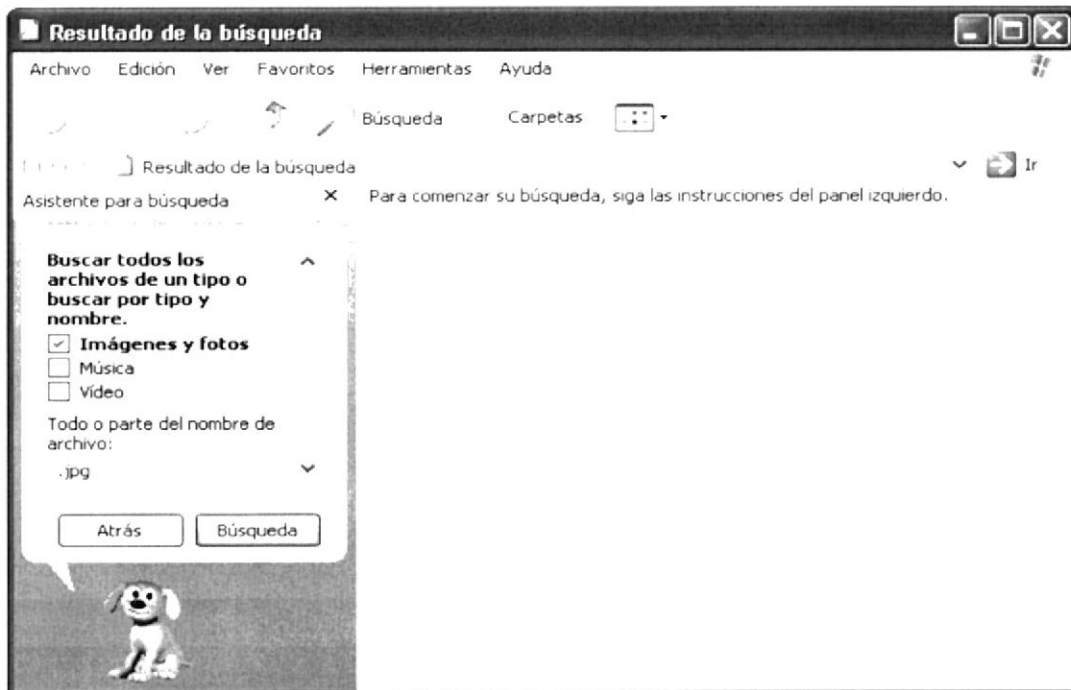 Resultado de la búsqueda
Archivo Edición Ver Favoritos Herramientas Ayuda
Búsqueda Carpetas
Resultado de la búsqueda Ir
Asistente para búsqueda
Para comenzar su búsqueda, siga las instrucciones del panel izquierdo.
Buscar todos los
archivos de un tipo o
buscar por tipo y
nombre.
Imágenes y fotos
Música
Vídeo
Todo o parte del nombre de
archivo:
.jpg
Atrás Búsqueda